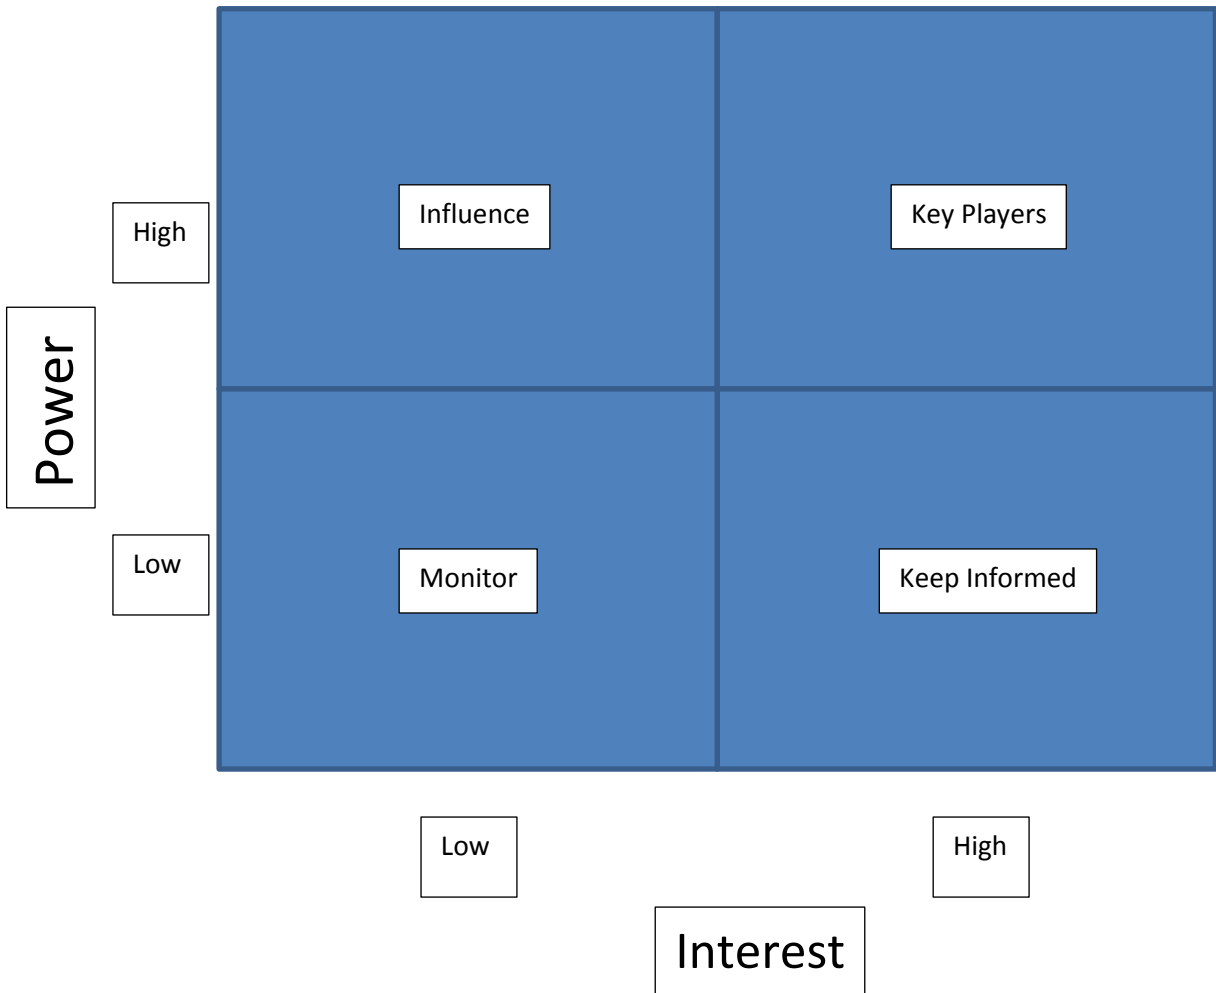 Influence
Key Players
High
Power
Low
Monitor
Keep Informed
Low
High
Interest